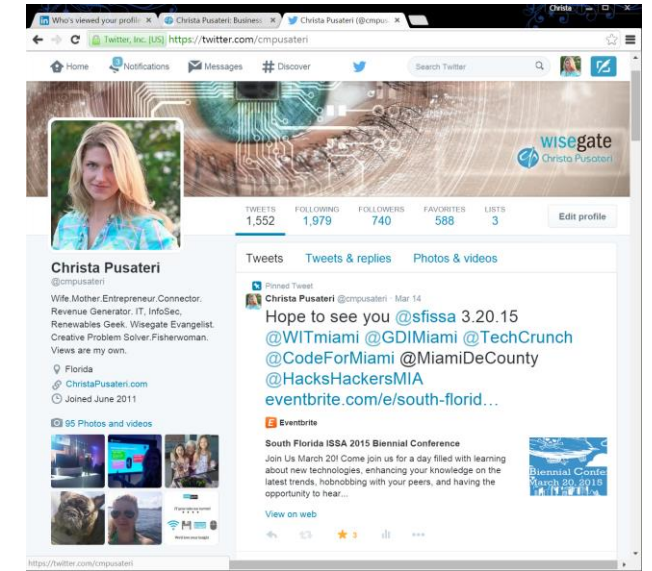 Christa
Who's viewed your profile
Christa Pusateri: Business
Christa Pusateri (@cmpus
Twitter, Inc. [US] https://twitter.com/cmpusateri
Home
Notifications
Messages
Discover
Search Twitter
wisegate
Christa Pusateri
TWEETS FOLLOWING FOLLOWERS FAVORITES LISTS
1,552 1,979 740 588 3
Edit profile
Christa Pusateri
@cmpusateri
Wife.Mother.Entrepreneur.Connector.
Revenue Generator. IT, InfoSec,
Renewables Geek. Wisegate Evangelist.
Creative Problem Solver.Fisherwoman.
Views are my own.
Florida
ChristaPusateri.com
Joined June 2011
95 Photos and videos
Tweets Tweets & replies Photos & videos
Pinned Tweet
Christa Pusateri @cmpusateri · Mar 14
Hope to see you @sfissa 3.20.15
@WITmiami @GDIMiami @TechCrunch
@CodeForMiami @MiamiDeCounty
@HacksHackersMIA
eventbrite.com/e/south-florid…
Eventbrite
South Florida ISSA 2015 Biennial Conference
Join Us March 20! Come join us for a day filled with learning
about new technologies, enhancing your knowledge on the
latest trends, hobnobbing with your peers, and having the
opportunity to hear...
Biennial Confe
March 20, 2015
View on web
3
https://twitter.com/cmpusateri